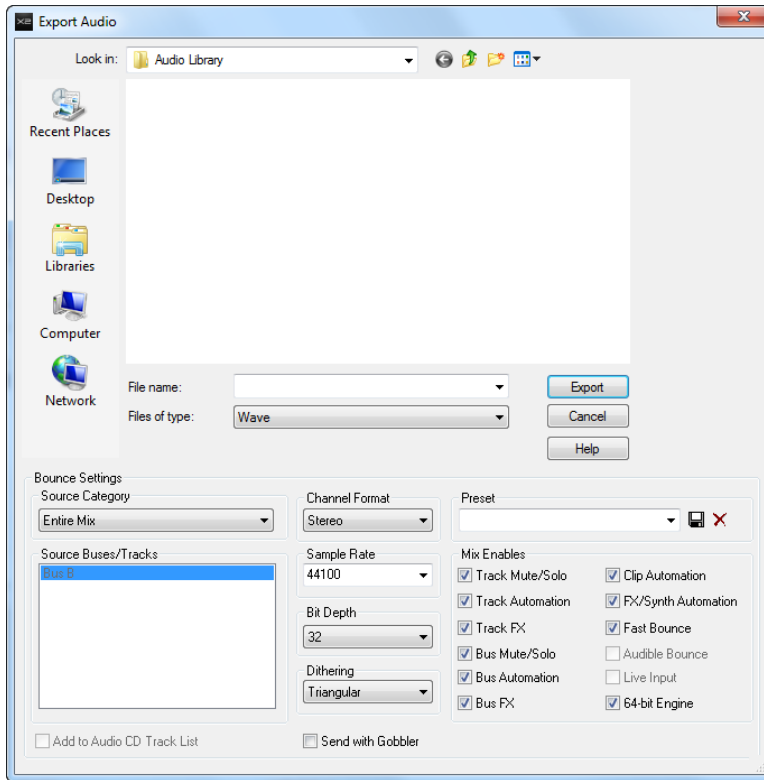 X2 Export Audio
Look in: Audio Library
Recent Places
Desktop
Libraries
Computer
Network
File name:
Export
Files of type: Wave
Cancel
Help
Bounce Settings
Source Category
Entire Mix
Channel Format
Stereo
Preset
Source Buses/Tracks
Bus B
Sample Rate
44100
Bit Depth
32
Dithering
Triangular
Mix Enables
Track Mute/Solo
Clip Automation
Track Automation
FX/Synth Automation
Track FX
Fast Bounce
Bus Mute/Solo
Audible Bounce
Bus Automation
Live Input
Bus FX
64-bit Engine
Add to Audio CD Track List
Send with Gobbler